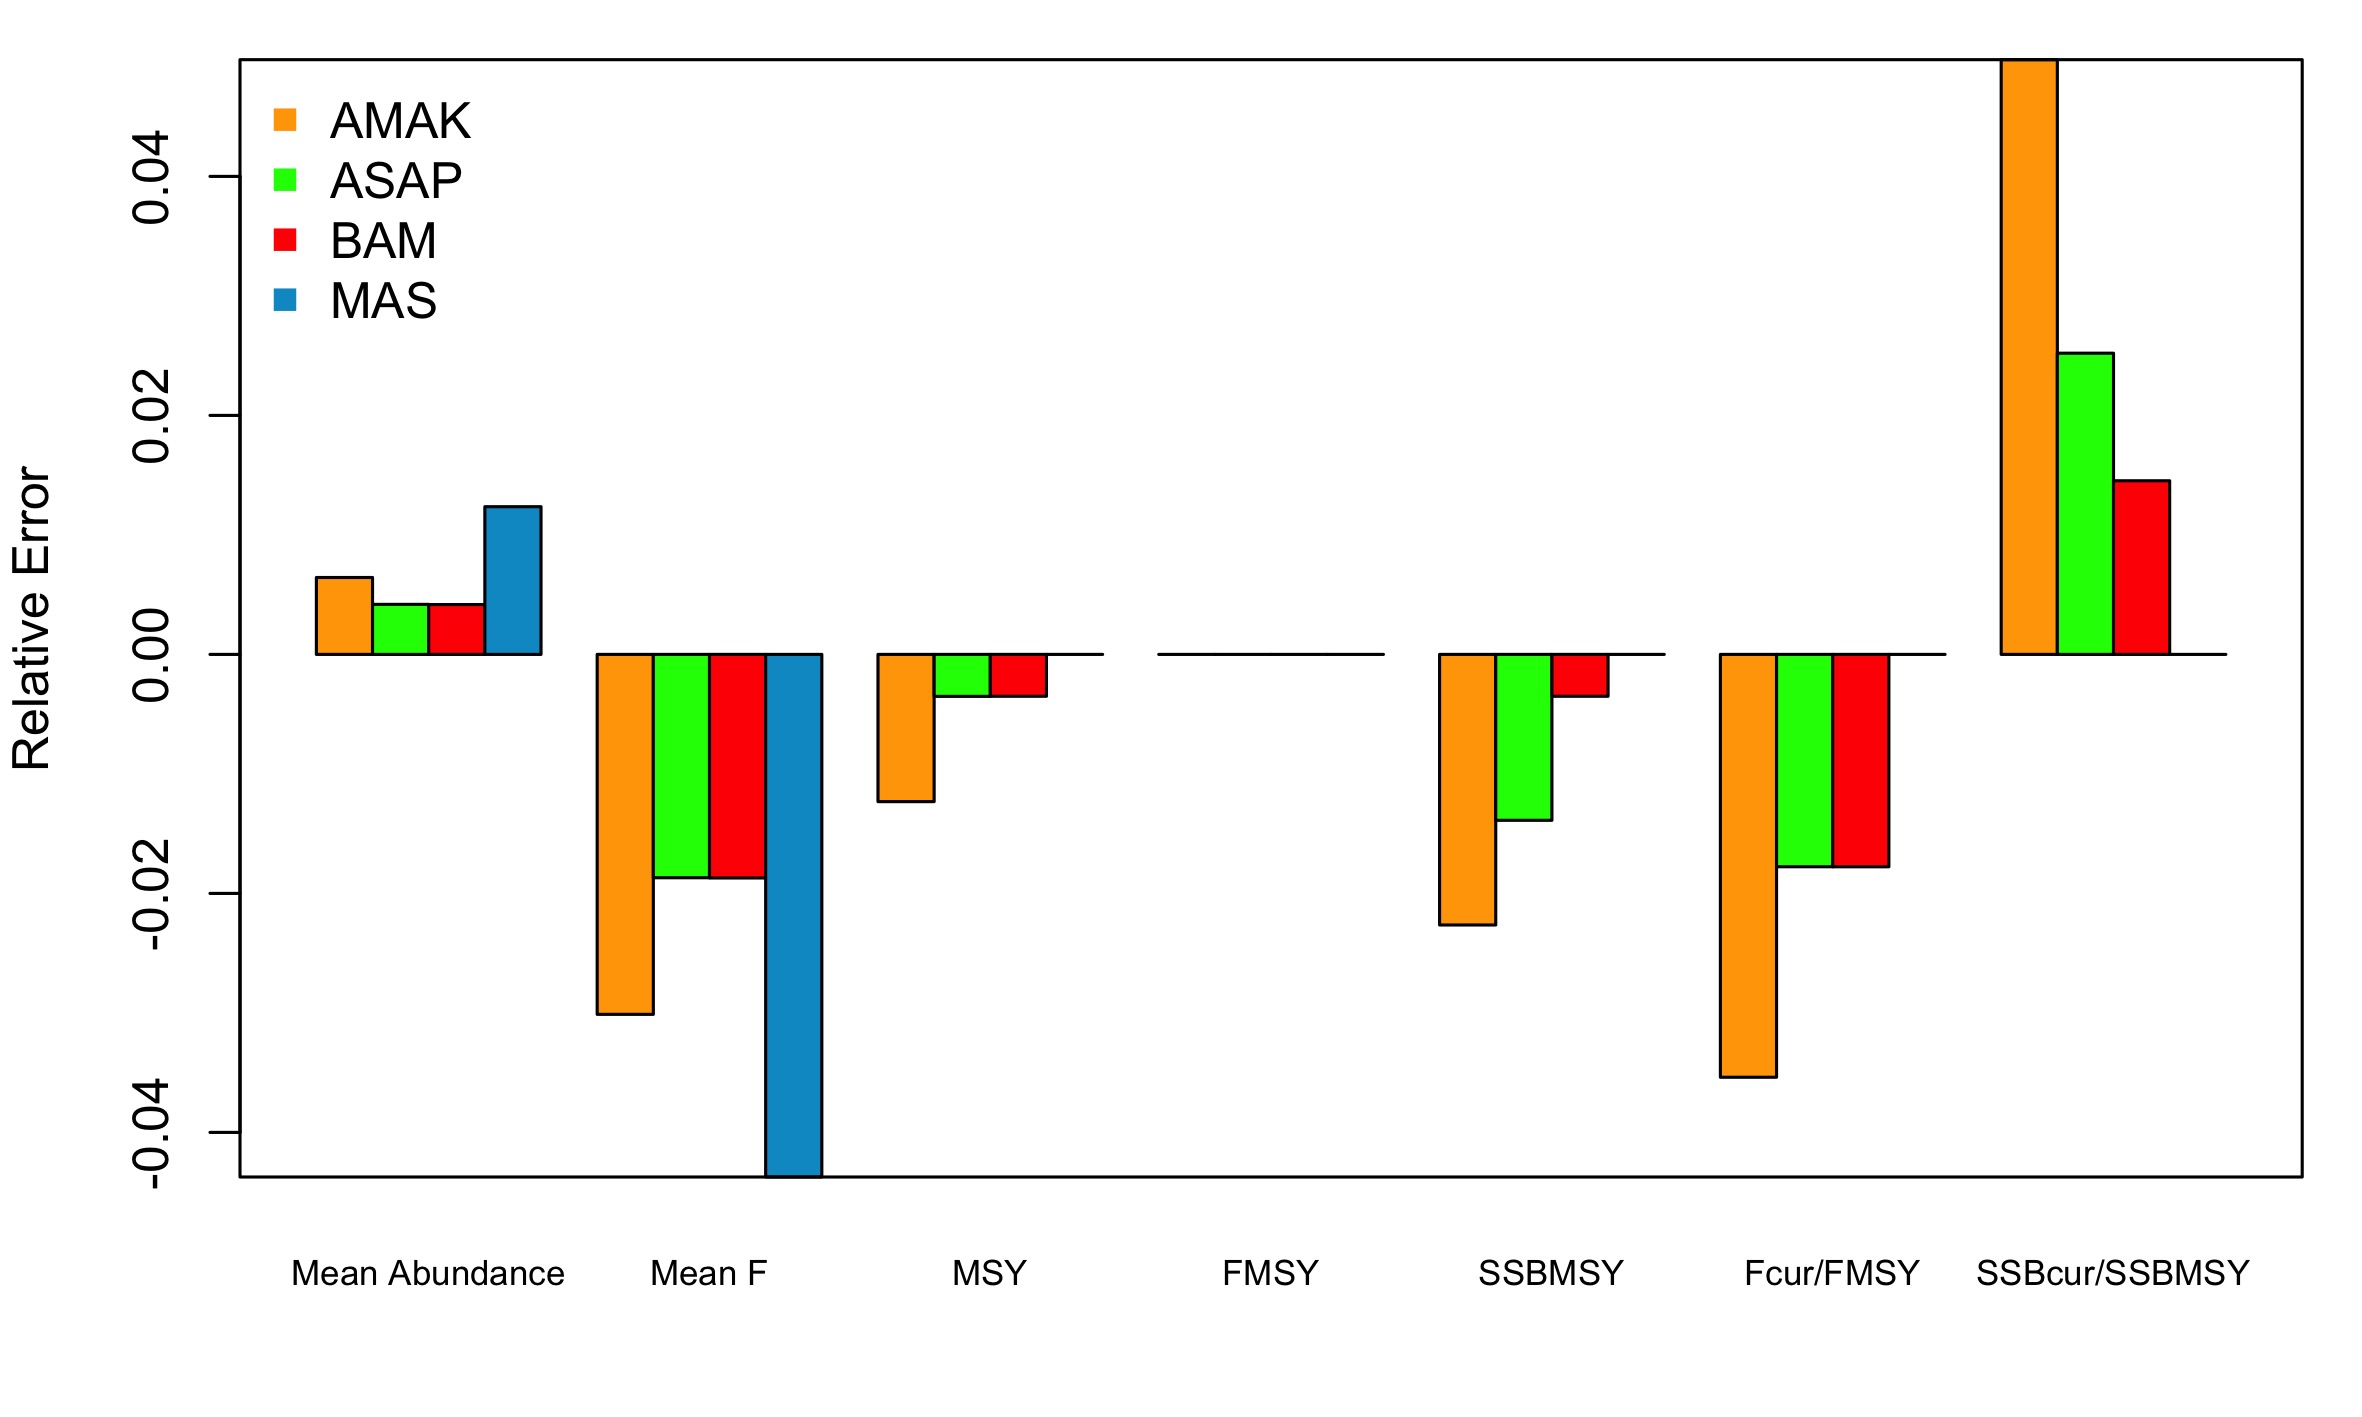 AMAK
ASAP
BAM
MAS
Relative Error
0.04
0.02
0.00
-0.02
-0.04
Mean Abundance Mean F MSY FMSY SSBMSY Fcur/FMSY SSBcur/SSBMSY